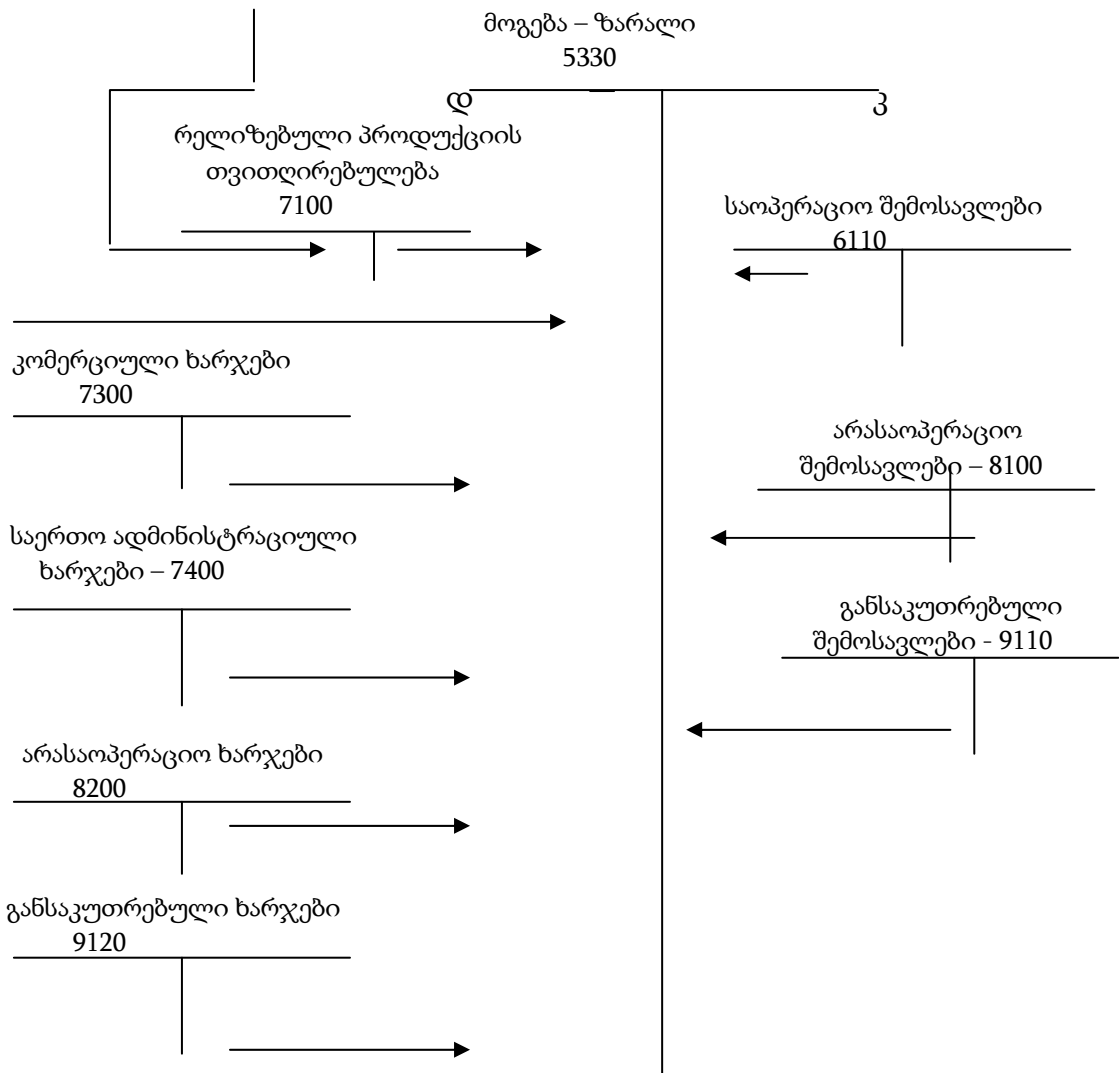 მოგება – ზარალი
5330
დ
კ
რელიზებული პროდუქციის
თვითღირებულება
7100
საოპერაციო შემოსავლები
6110
კომერციული ხარჯები
7300
არასაოპერაციო
შემოსავლები – 8100
საერთო ადმინისტრაციული
ხარჯები – 7400
განსაკუთრებული
შემოსავლები - 9110
არასაოპერაციო ხარჯები
8200
განსაკუთრებული ხარჯები
9120